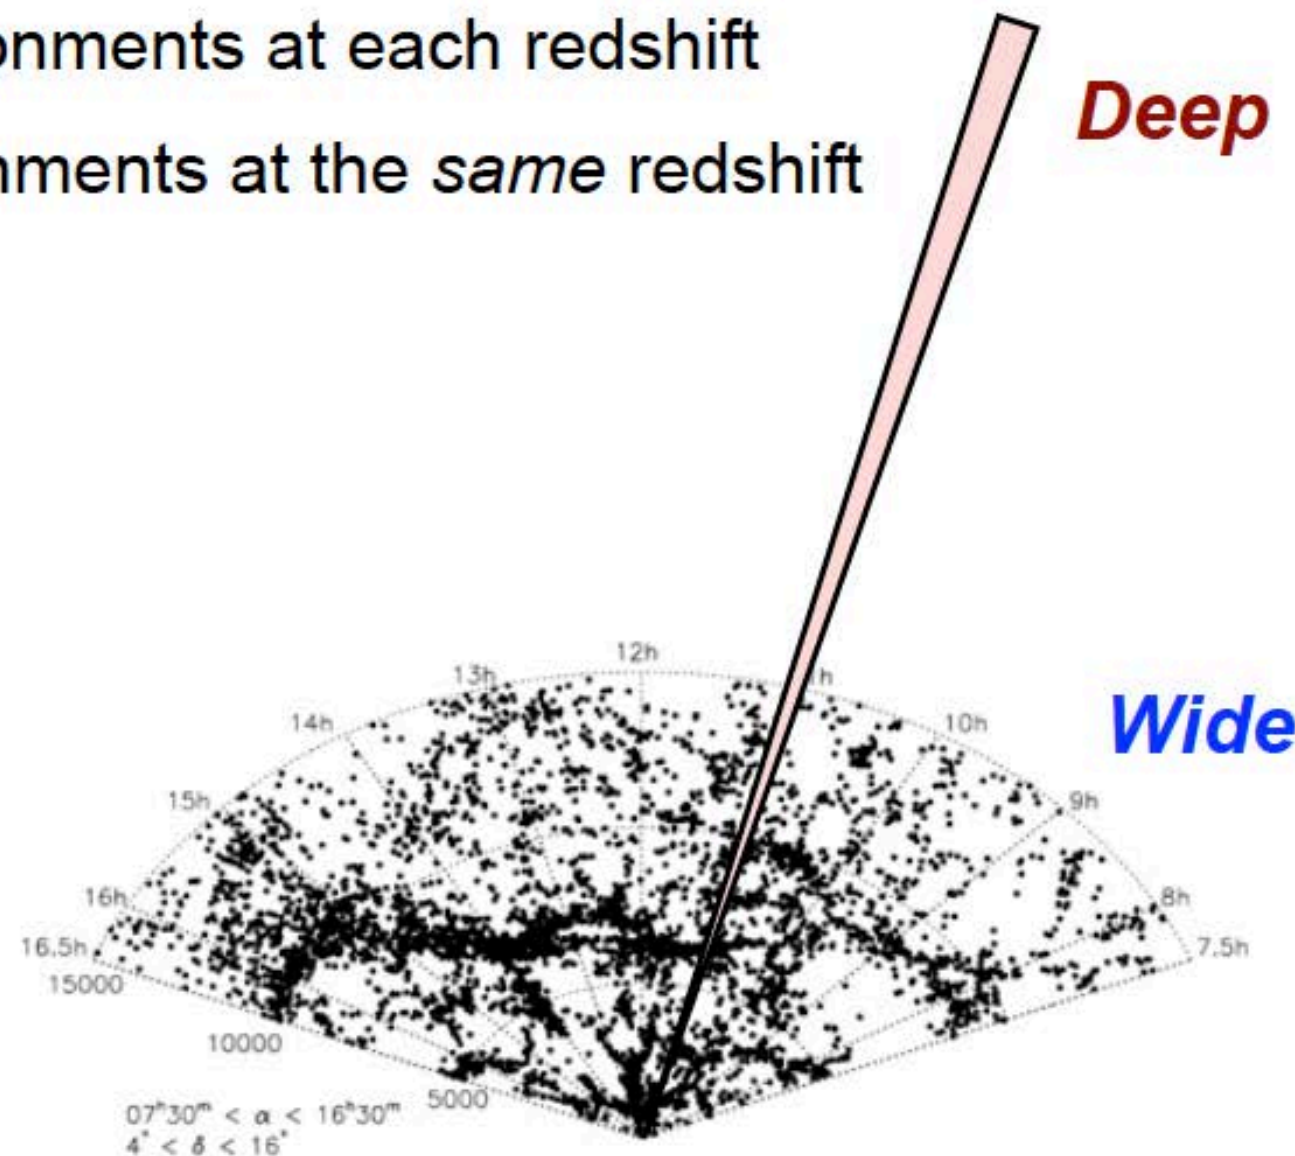 onments at each redshift
Deep
nments at the same redshift
12h
13h
1h
14h
10h
Wide
15h
9h
16h
8h
16.5h
7.5h
15000
10000
5000
07ʰ30ᵐ < α < 16ʰ30ᵐ
4° < δ < 16°